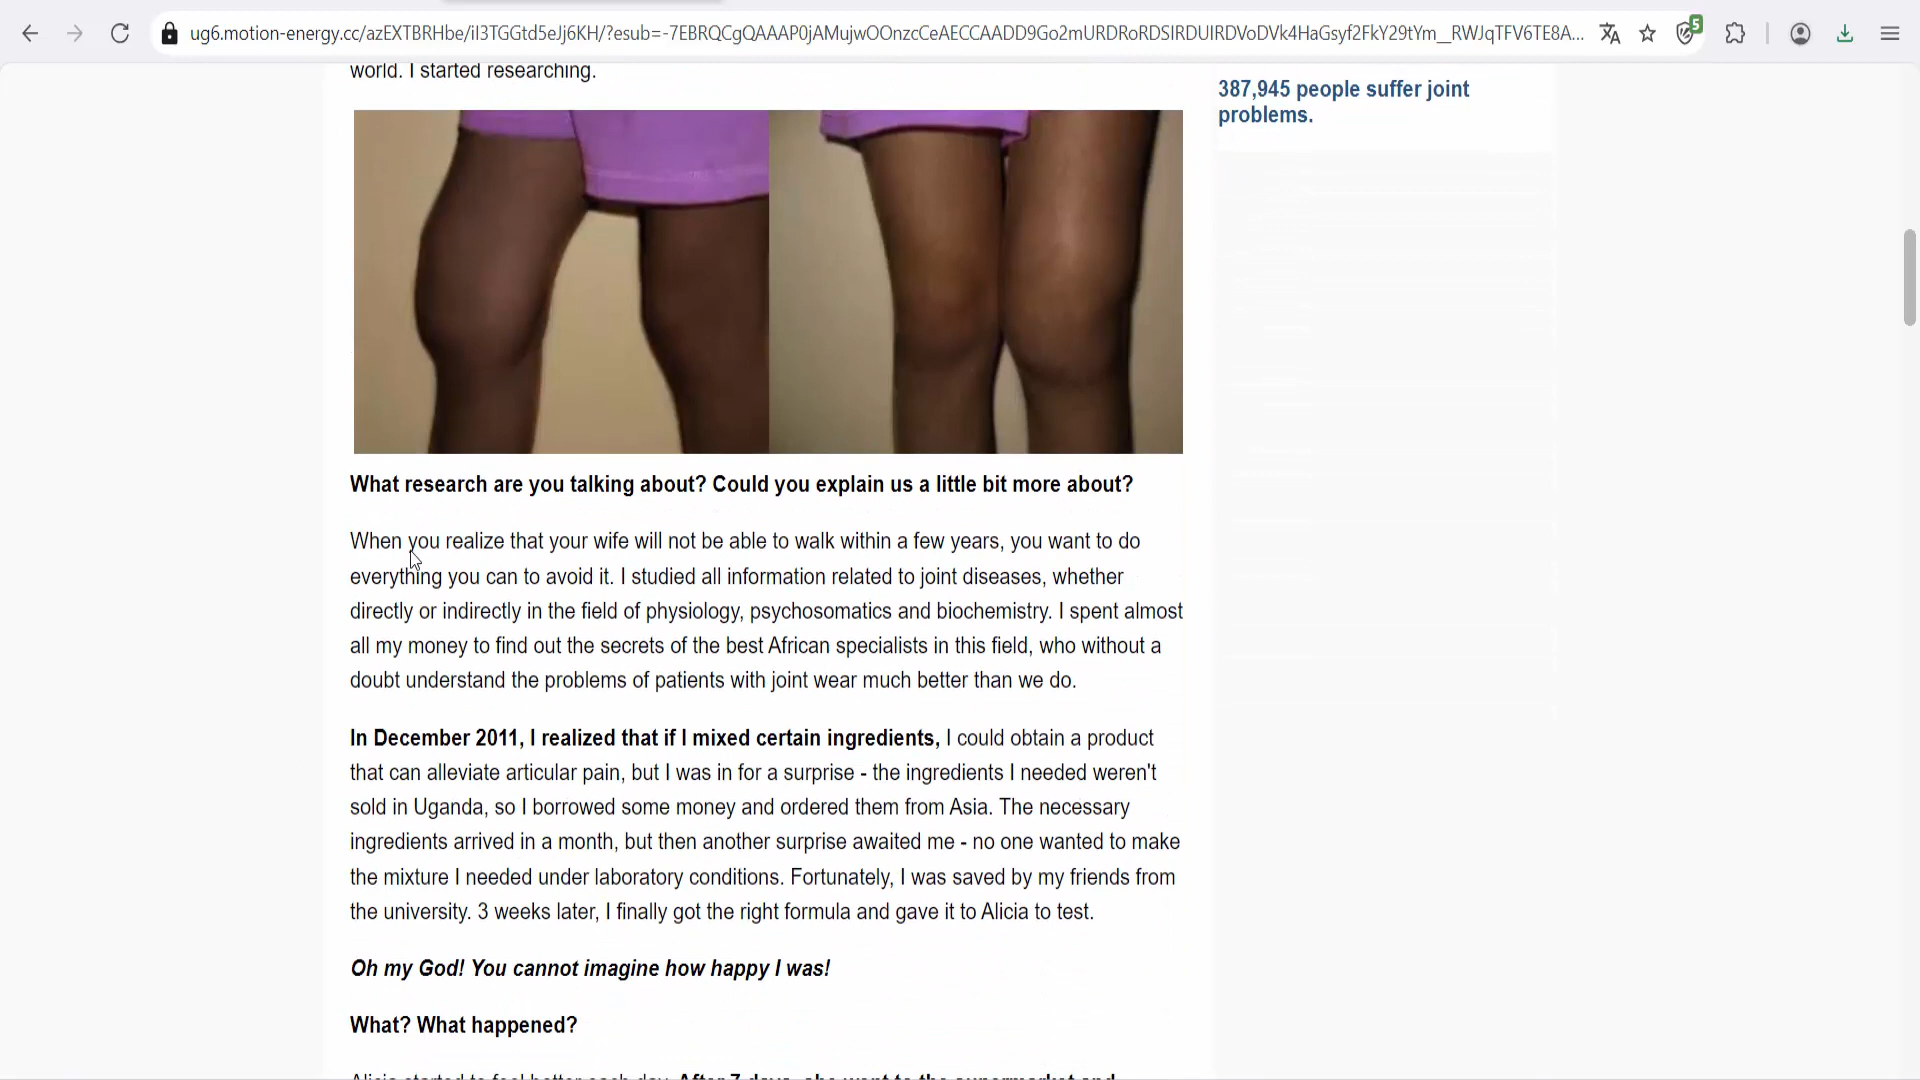 ug6.motion-energy.cc/azEXTBRHbe/iI3TGGtd5eJj6KH/?esub=-7EBRQCgQAAAP0jAMujwOOnzcCeAECCAADD9Go2mURDRoRDSIRDUIRDVoDVk4HaGsyf2FkY29tYm__RWJqTFV6TE8A...
5
world. I started researching.
387,945 people suffer joint
problems.
What research are you talking about? Could you explain us a little bit more about?
When you realize that your wife will not be able to walk within a few years, you want to do
everything you can to avoid it. I studied all information related to joint diseases, whether
directly or indirectly in the field of physiology, psychosomatics and biochemistry. I spent almost
all my money to find out the secrets of the best African specialists in this field, who without a
doubt understand the problems of patients with joint wear much better than we do.
In December 2011, I realized that if I mixed certain ingredients, I could obtain a product
that can alleviate articular pain, but I was in for a surprise - the ingredients I needed weren't
sold in Uganda, so I borrowed some money and ordered them from Asia. The necessary
ingredients arrived in a month, but then another surprise awaited me - no one wanted to make
the mixture I needed under laboratory conditions. Fortunately, I was saved by my friends from
the university. 3 weeks later, I finally got the right formula and gave it to Alicia to test.
Oh my God! You cannot imagine how happy I was!
What? What happened?
Alicia started to feel better each day. After 7 days, she went to the supermarket and